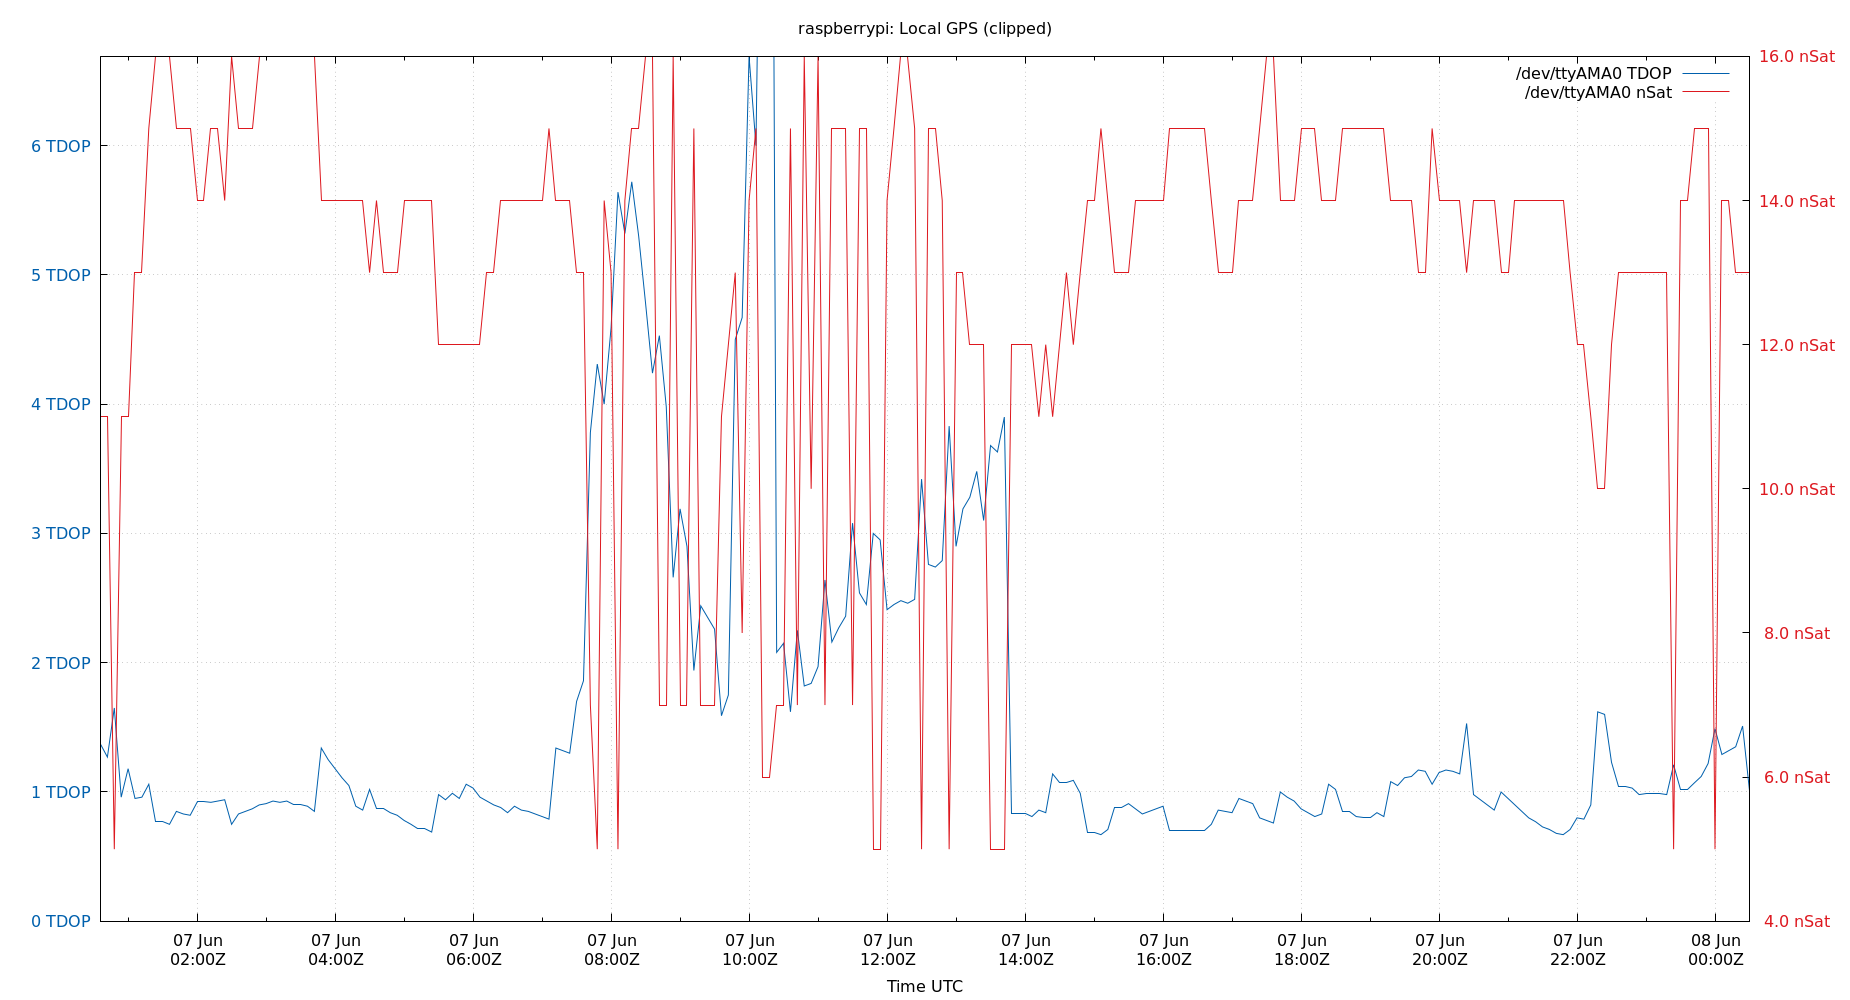 raspberrypi: Local GPS (clipped)
/dev/ttyAMA0 TDOP
/dev/ttyAMA0 nSat
6 TDOP
5 TDOP
4 TDOP
3 TDOP
2 TDOP
1 TDOP
0 TDOP
16.0 nSat
14.0 nSat
12.0 nSat
10.0 nSat
8.0 nSat
6.0 nSat
4.0 nSat
07 Jun
02:00Z
07 Jun
04:00Z
07 Jun
06:00Z
07 Jun
08:00Z
07 Jun
10:00Z
07 Jun
12:00Z
07 Jun
14:00Z
07 Jun
16:00Z
07 Jun
18:00Z
07 Jun
20:00Z
07 Jun
22:00Z
08 Jun
00:00Z
Time UTC